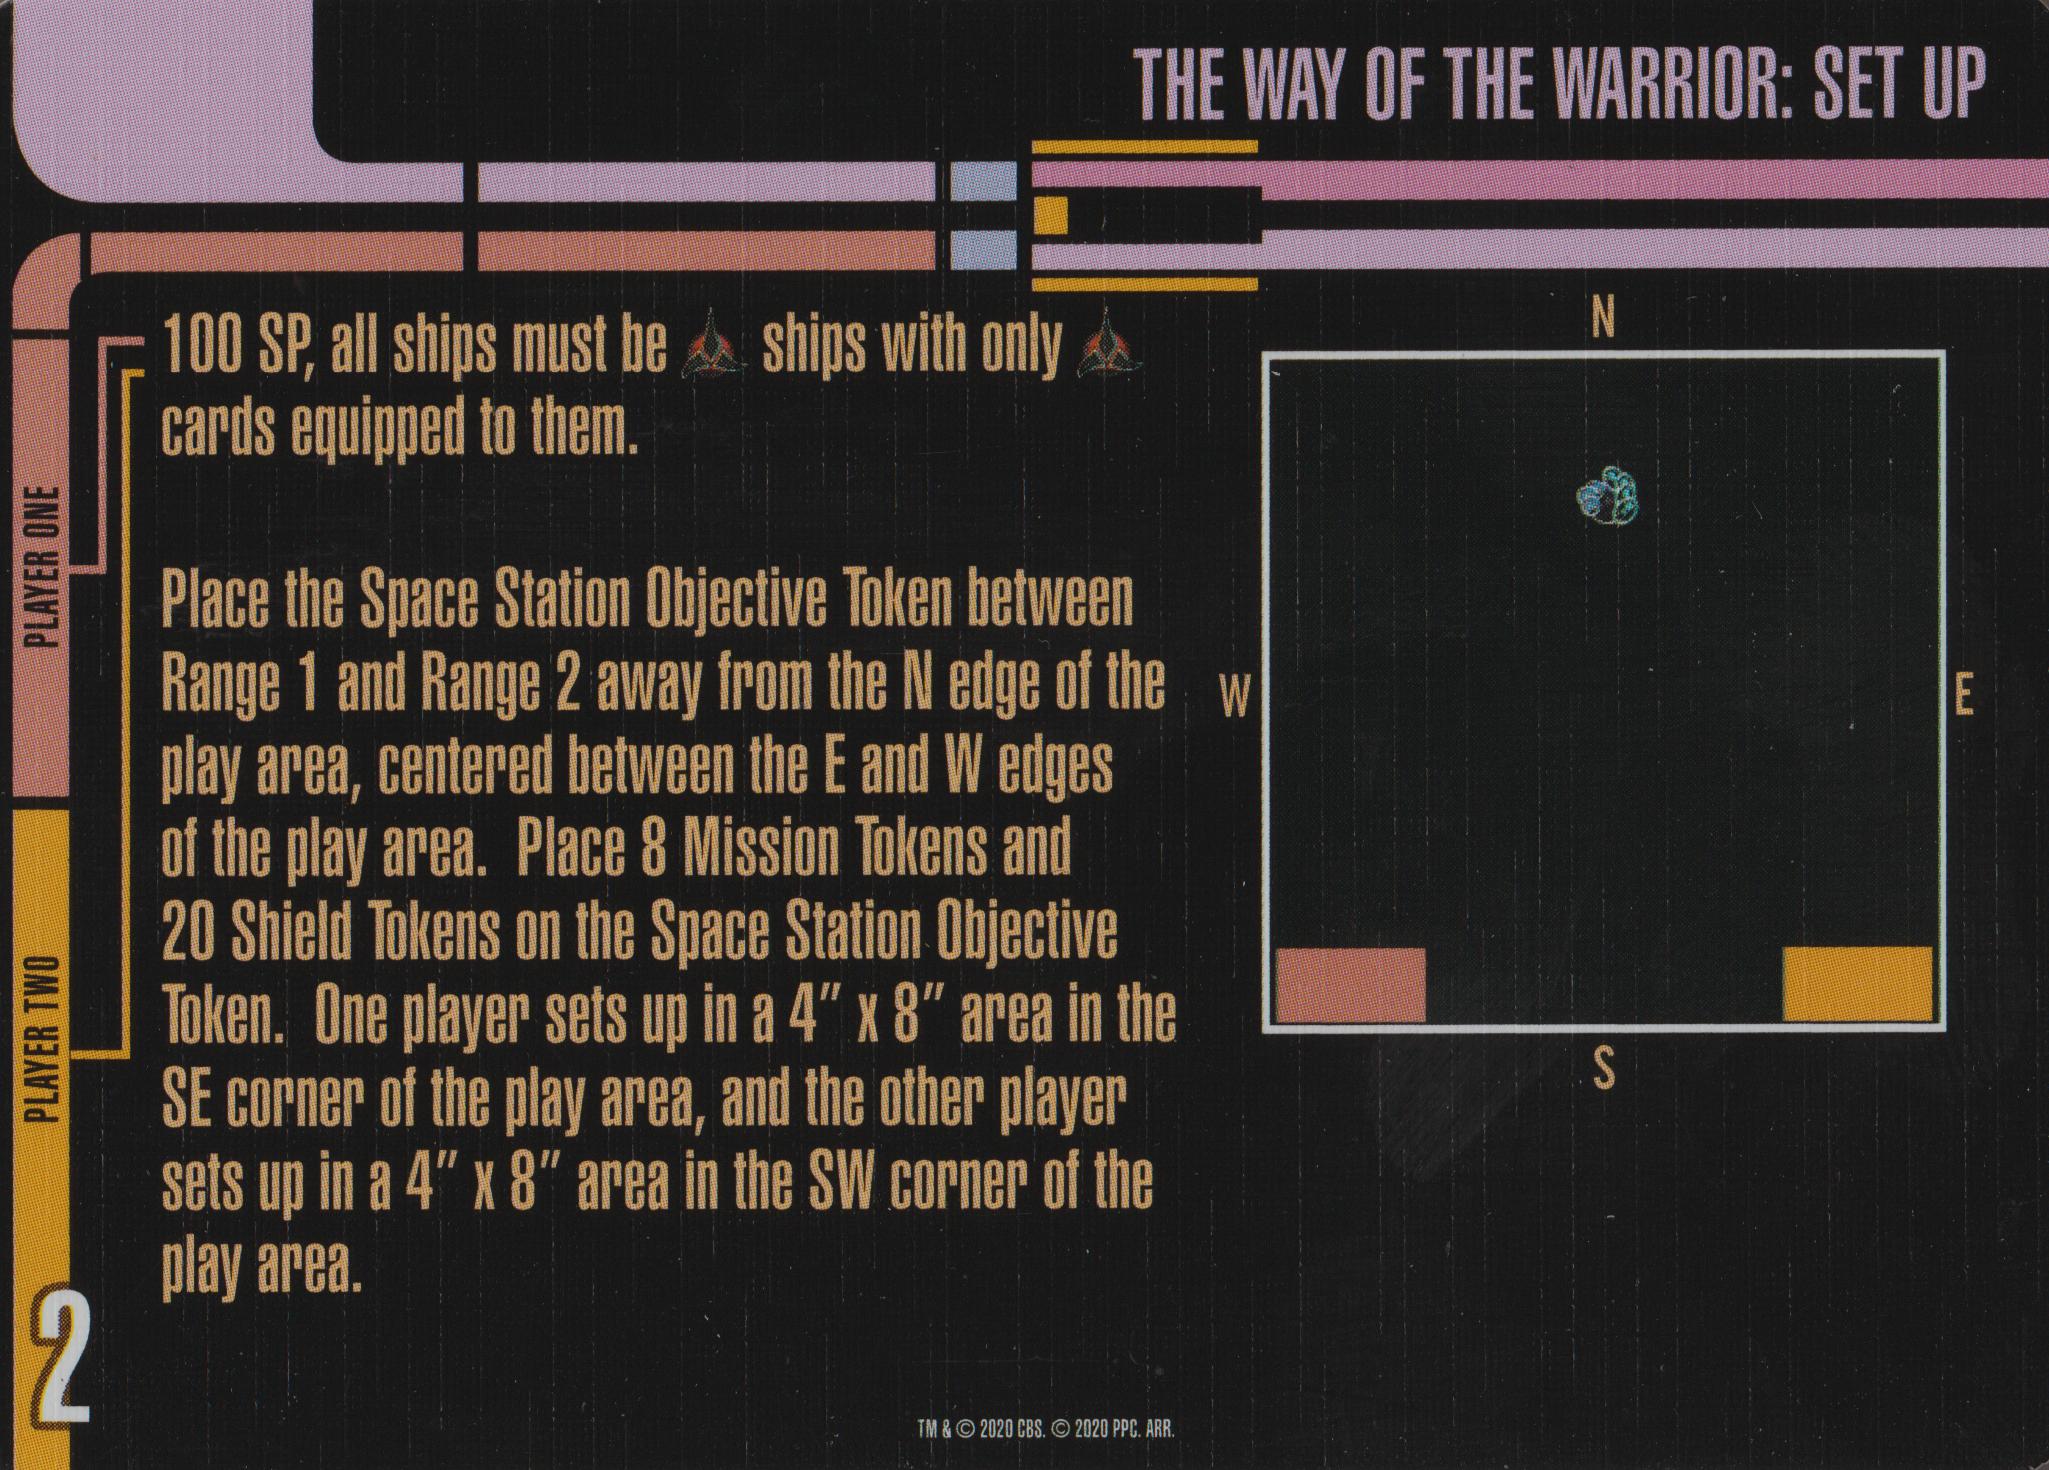 THE WAY OF THE WARRIOR: SET UP
100 SP, all ships must be ships with only
cards equipped to them.
PLAYER ONE
Place the Space Station Objective Token between
Range 1 and Range 2 away from the N edge of the
play area, centered between the E and W edges
of the play area. Place 8 Mission Tokens and
20 Shield Tokens on the Space Station Objective
Token. One player sets up in a 4” x 8” area in the
SE corner of the play area, and the other player
sets up in a 4” x 8” area in the SW corner of the
play area.
PLAYER TWO
2
N
W
E
S
TM & © 2020 CBS. © 2020 PPC. ARR.